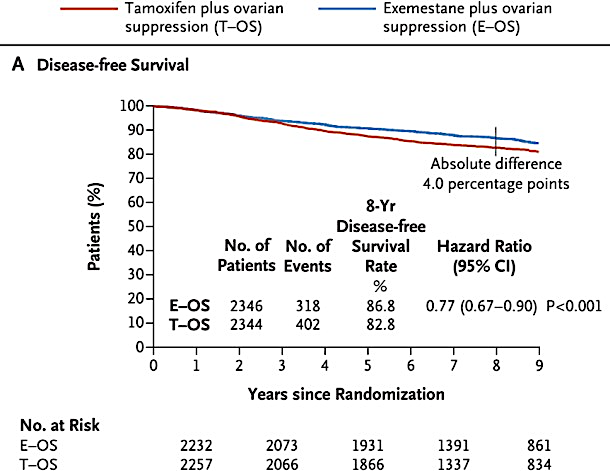 Tamoxifen plus ovarian suppression (T–OS)
Exemestane plus ovarian suppression (E–OS)
A Disease-free Survival
Patients (%)
100
90
80
70
60
50
40
30
20
10
0
Absolute difference
4.0 percentage points
No. of Patients
No. of Events
8-Yr Disease-free Survival Rate
Hazard Ratio (95% CI)
%
E–OS 2346 318 86.8 0.77 (0.67–0.90) P<0.001
T–OS 2344 402 82.8
0 1 2 3 4 5 6 7 8 9
Years since Randomization
No. at Risk
E–OS 2232 2073 1931 1391 861
T–OS 2257 2066 1866 1337 834